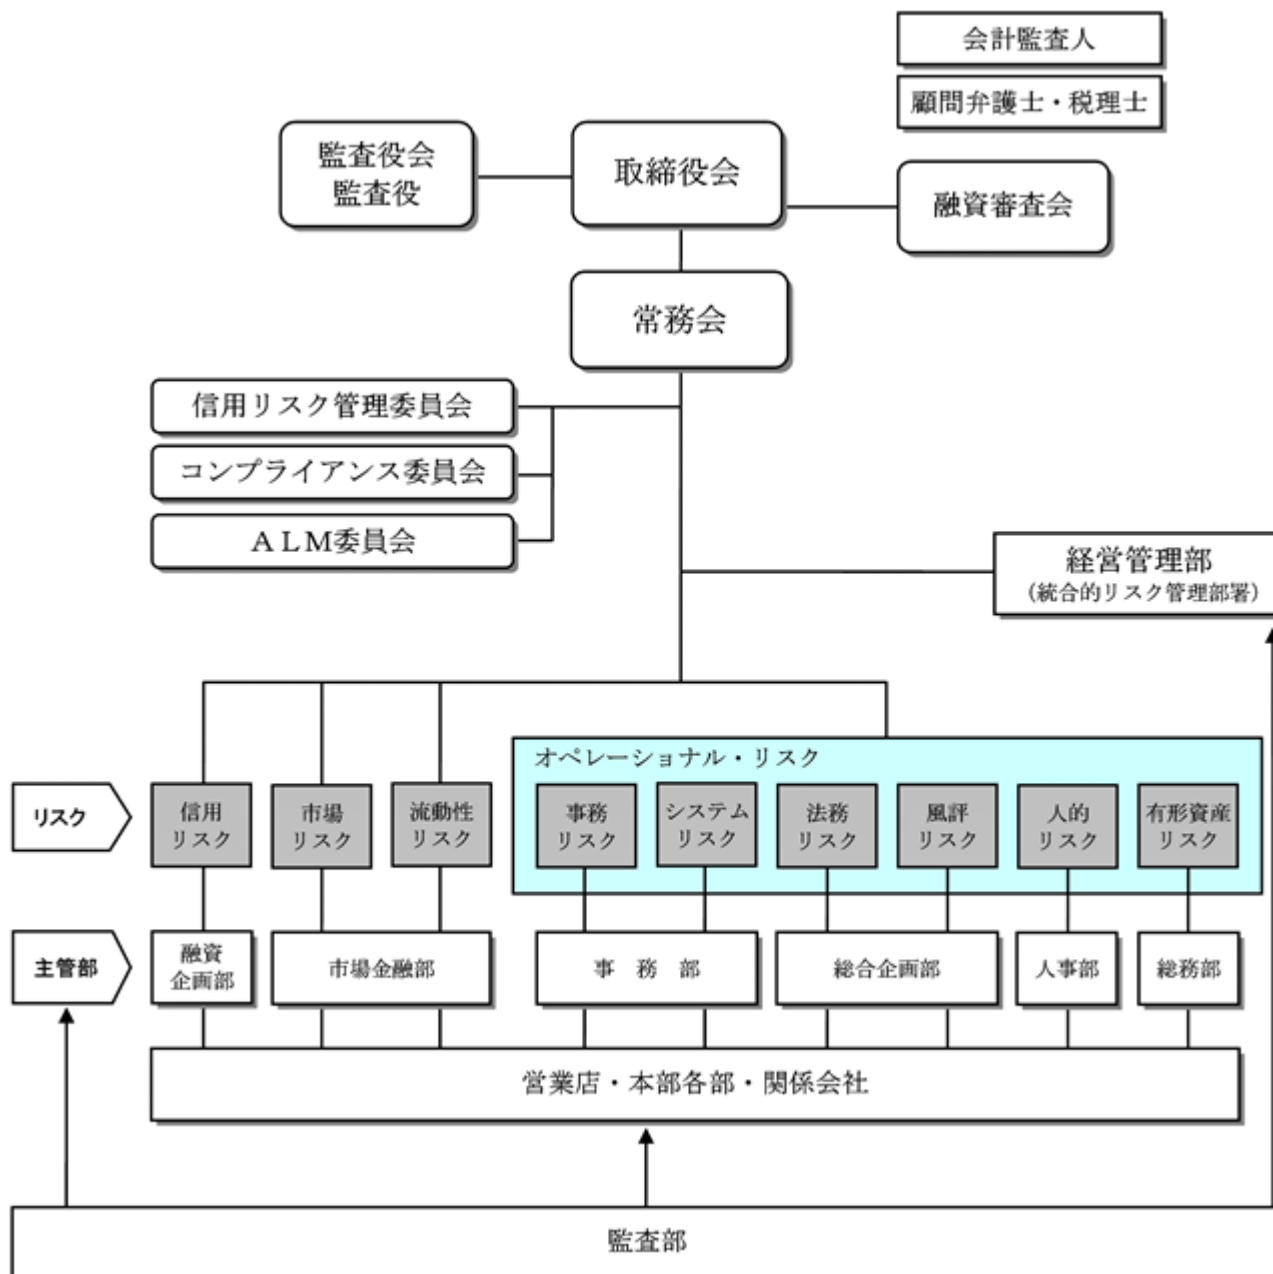 会計監査人
顧問弁護士・税理士
監査役会
監査役
取締役会
融資審査会
常務会
信用リスク管理委員会
コンプライアンス委員会
ＡＬＭ委員会
経営管理部
（統合的リスク管理部署）
オペレーショナル・リスク
リスク
信用
リスク
市場
リスク
流動性
リスク
事務
リスク
システム
リスク
法務
リスク
風評
リスク
人的
リスク
有形資産
リスク
主管部
融資
企画部
市場金融部
事　務　部
総合企画部
人事部
総務部
営業店・本部各部・関係会社
監査部